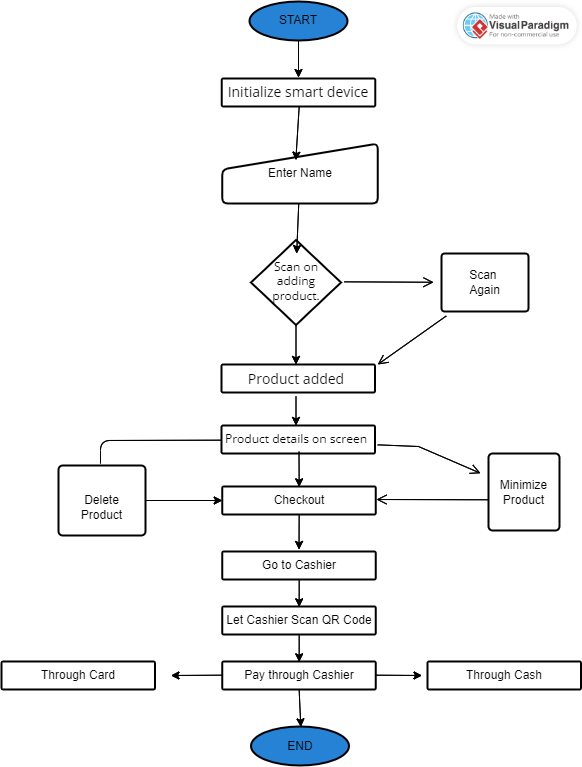 START
Made with
VisualParadigm
For non-commercial use
Initialize smart device
Enter Name
Scan on
adding
product.
Scan
Again
Product added
Product details on screen
Delete
Product
Checkout
Minimize
Product
Go to Cashier
Let Cashier Scan QR Code
Through Card
Pay through Cashier
Through Cash
END